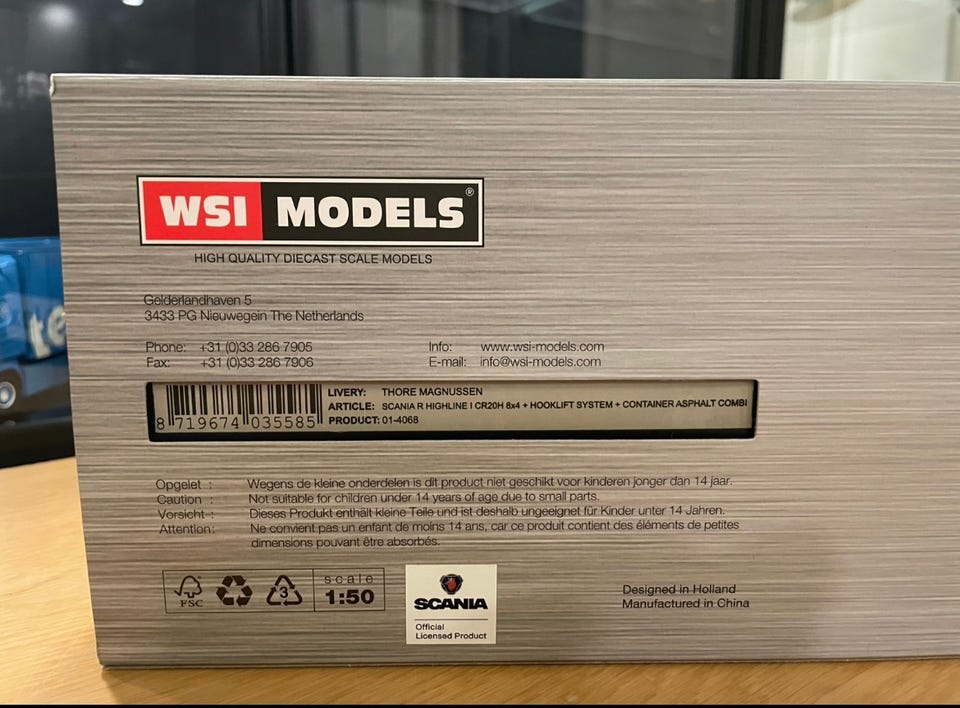 WSI MODELS®
HIGH QUALITY DIECAST SCALE MODELS
Gelderlandhaven 5
3433 PG Nieuwegein The Netherlands
Phone: +31 (0)33 286 7905
Fax: +31 (0)33 286 7906
Info: www.wsi-models.com
E-mail: info@wsi-models.com
8 719674 035585
LIVERY: THORE MAGNUSSEN
ARTICLE: SCANIA R HIGHLINE I CR20H 8x4 + HOOKLIFT SYSTEM + CONTAINER ASPHALT COMBI
PRODUCT: 01-4068
Opgelet : Wegens de kleine onderdelen is dit product niet geschikt voor kinderen jonger dan 14 jaar.
Caution : Not suitable for children under 14 years of age due to small parts.
Vorsicht : Dieses Produkt enthält kleine Teile und ist deshalb ungeeignet für Kinder unter 14 Jahren.
Attention: Ne convient pas un enfant de moins 14 ans, car ce produit contient des éléments de petites
dimensions pouvant être absorbés.
FSC
3
scale
1:50
SCANIA
Official
Licensed Product
Designed in Holland
Manufactured in China
te